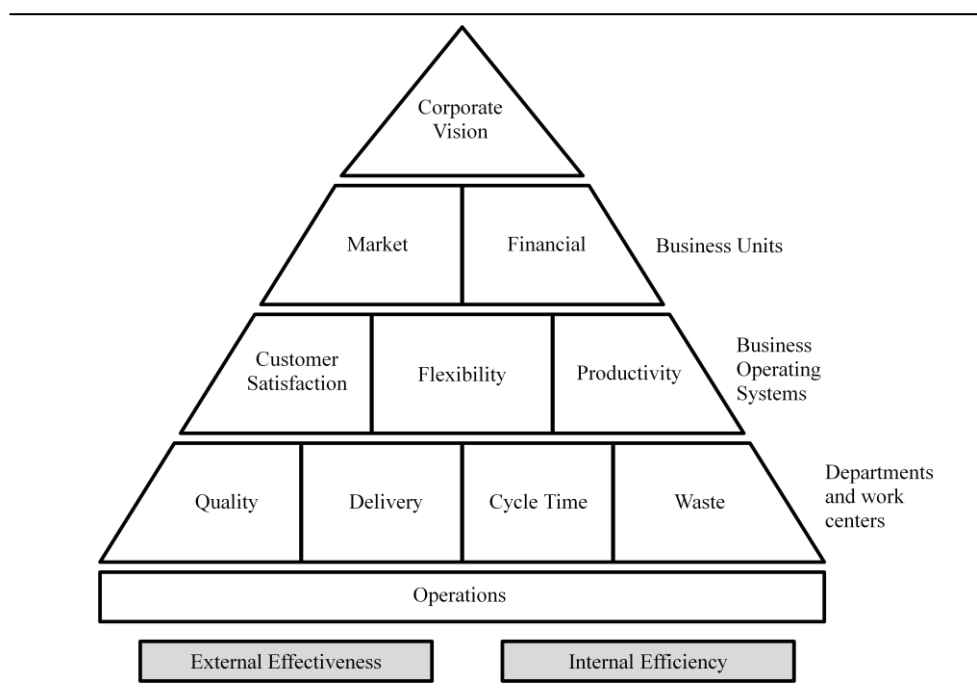 Corporate
Vision
Market
Financial
Business Units
Customer
Satisfaction
Flexibility
Productivity
Business
Operating
Systems
Quality
Delivery
Cycle Time
Waste
Departments
and work
centers
Operations
External Effectiveness
Internal Efficiency